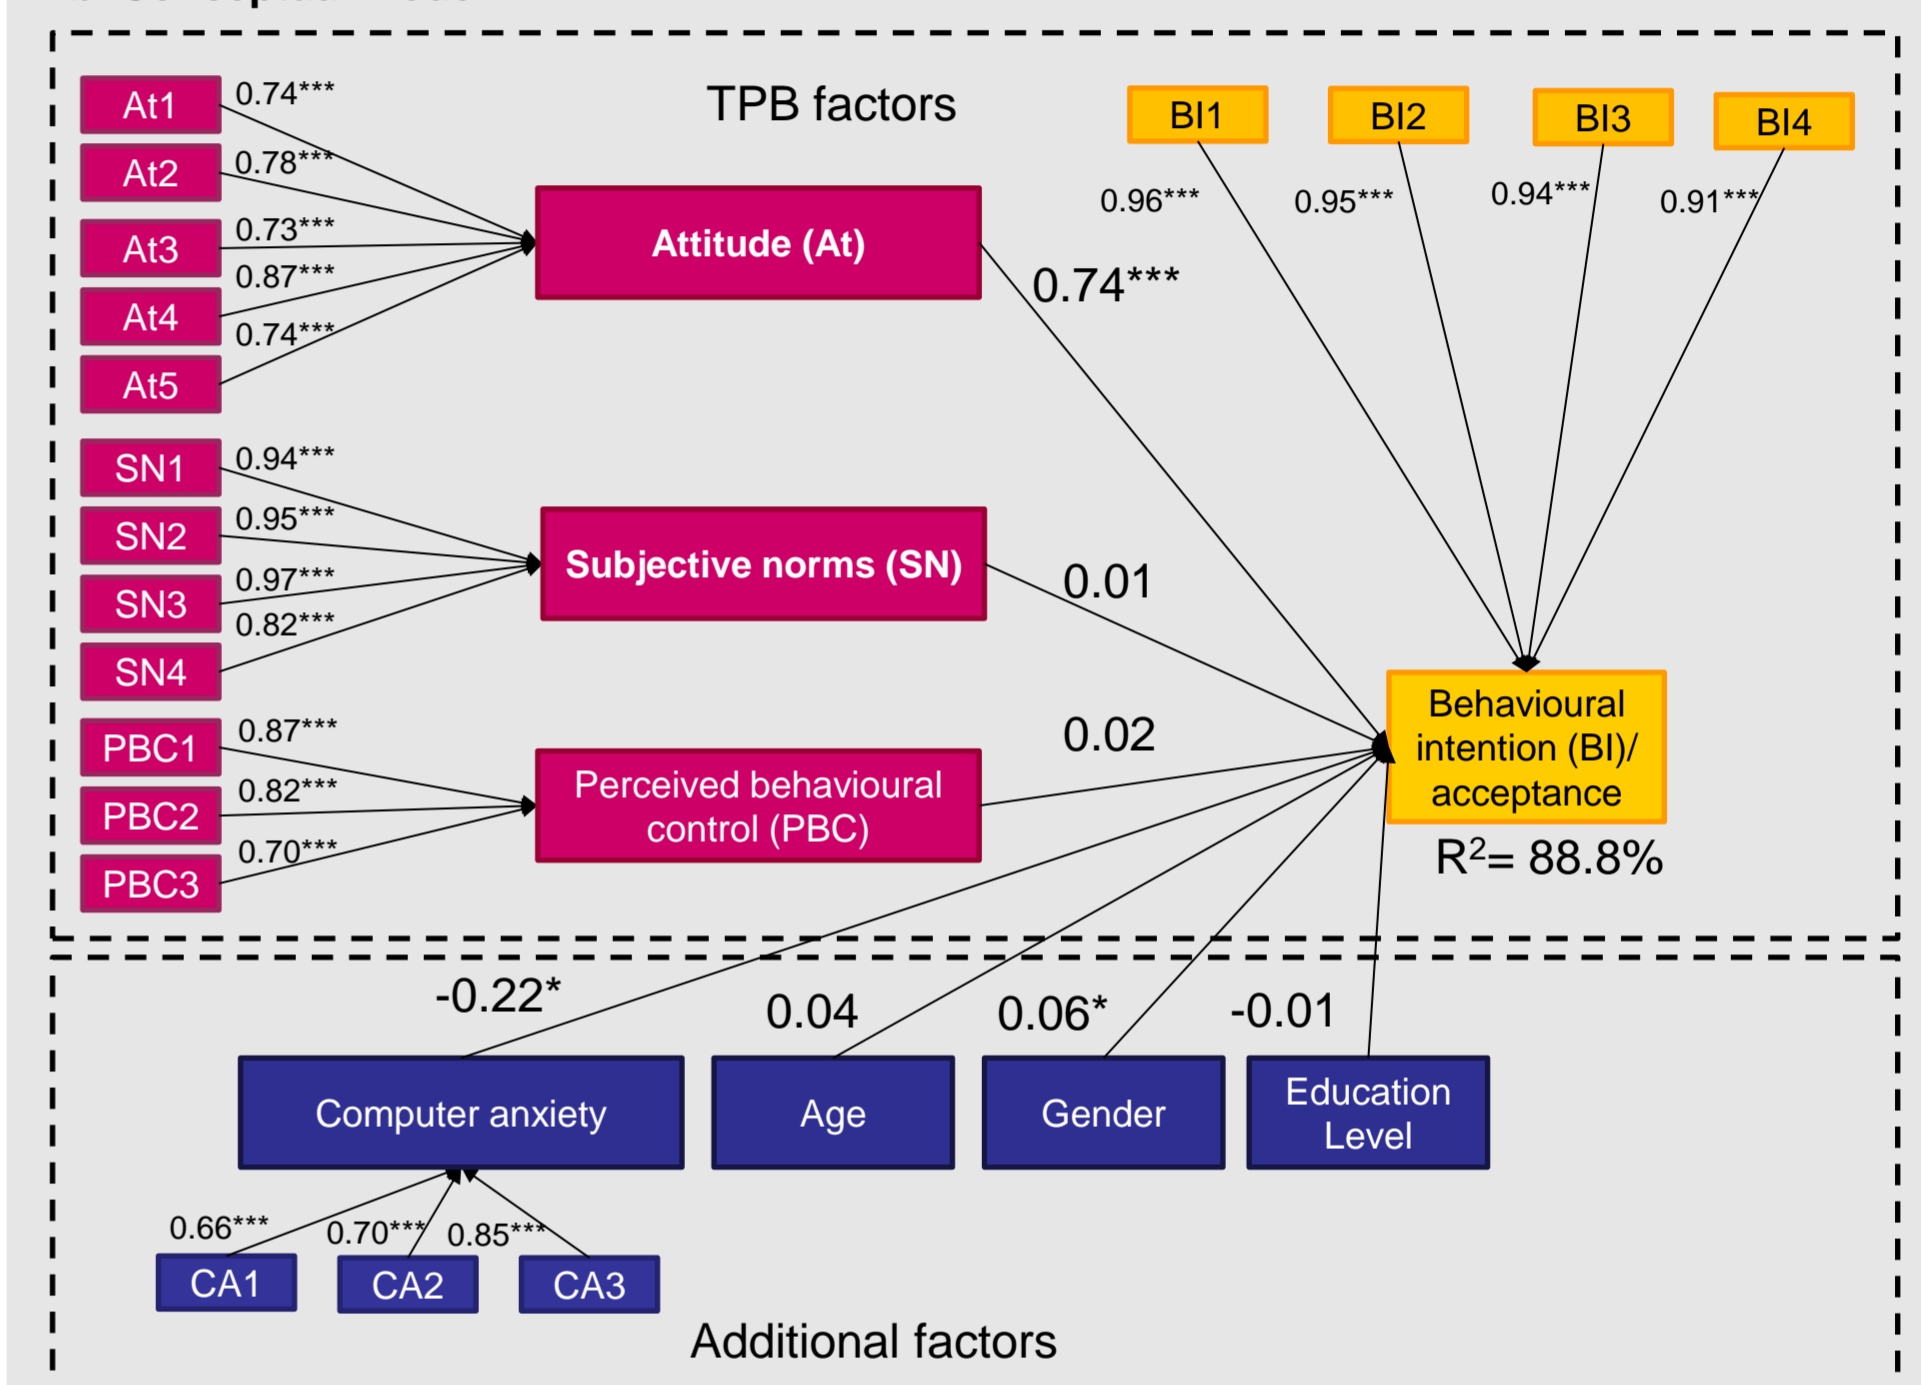 TPB factors
At1
0.74***
At2
0.78***
At3
0.73***
At4
0.87***
At5
0.74***
Attitude (At)
0.74***
BI1
BI2
BI3
BI4
0.96***
0.95***
0.94***
0.91***
SN1
0.94***
SN2
0.95***
SN3
0.97***
SN4
0.82***
Subjective norms (SN)
0.01
PBC1
0.87***
PBC2
0.82***
PBC3
0.70***
Perceived behavioural
control (PBC)
0.02
Behavioural
intention (BI)/
acceptance
R²= 88.8%
-0.22*
0.04
0.06*
-0.01
Computer anxiety
Age
Gender
Education
Level
0.66***
0.70***
0.85***
CA1
CA2
CA3
Additional factors